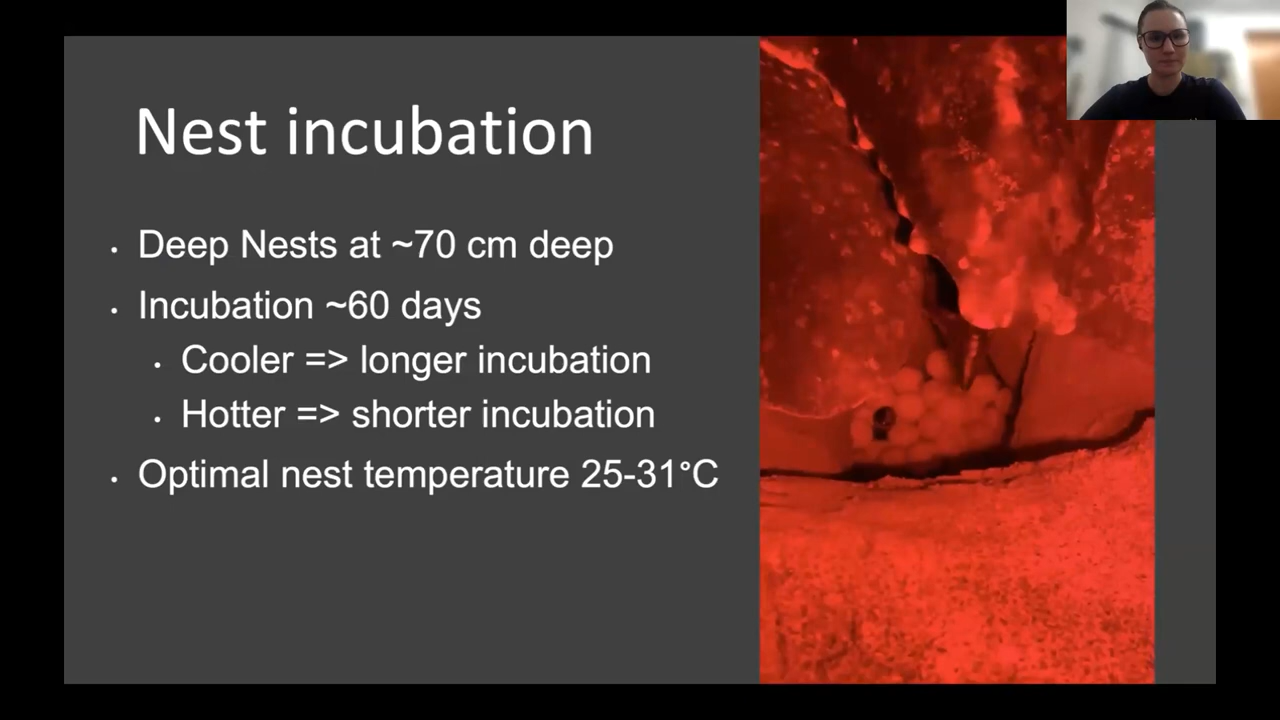 Nest incubation
· Deep Nests at ~70 cm deep
· Incubation ~60 days
· Cooler => longer incubation
· Hotter => shorter incubation
· Optimal nest temperature 25-31°C